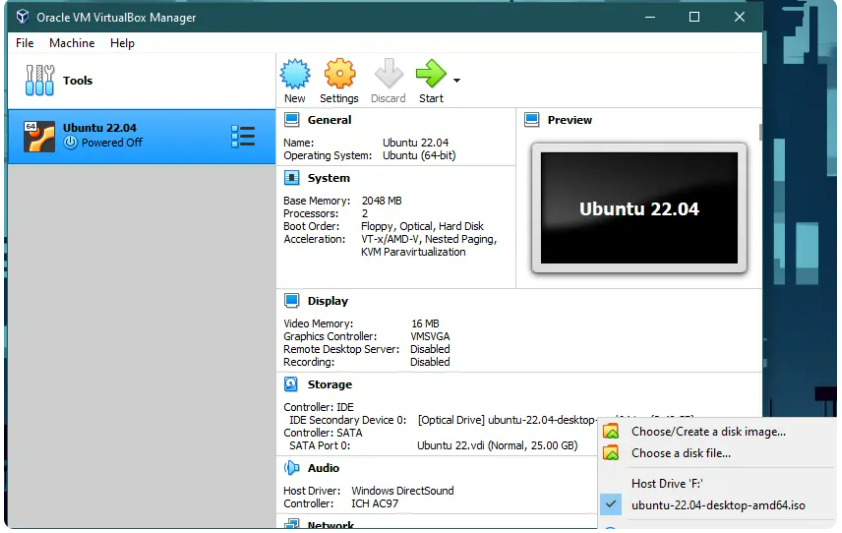 Oracle VM VirtualBox Manager
File Machine Help
Tools
New Settings Discard Start
64
Ubuntu 22.04
Powered Off
General
Name: Ubuntu 22.04
Operating System: Ubuntu (64-bit)
Preview
Ubuntu 22.04
System
Base Memory: 2048 MB
Processors: 2
Boot Order: Floppy, Optical, Hard Disk
Acceleration: VT-x/AMD-V, Nested Paging,
KVM Paravirtualization
Display
Video Memory: 16 MB
Graphics Controller: VMSVGA
Remote Desktop Server: Disabled
Recording: Disabled
Storage
Controller: IDE
IDE Secondary Device 0: [Optical Drive] ubuntu-22.04-desktop-
Controller: SATA
SATA Port 0: Ubuntu 22.vdi (Normal, 25.00 GB)
Audio
Host Driver: Windows DirectSound
Controller: ICH AC97
Network
Choose/Create a disk image...
Choose a disk file...
Host Drive 'F:'
ubuntu-22.04-desktop-amd64.iso